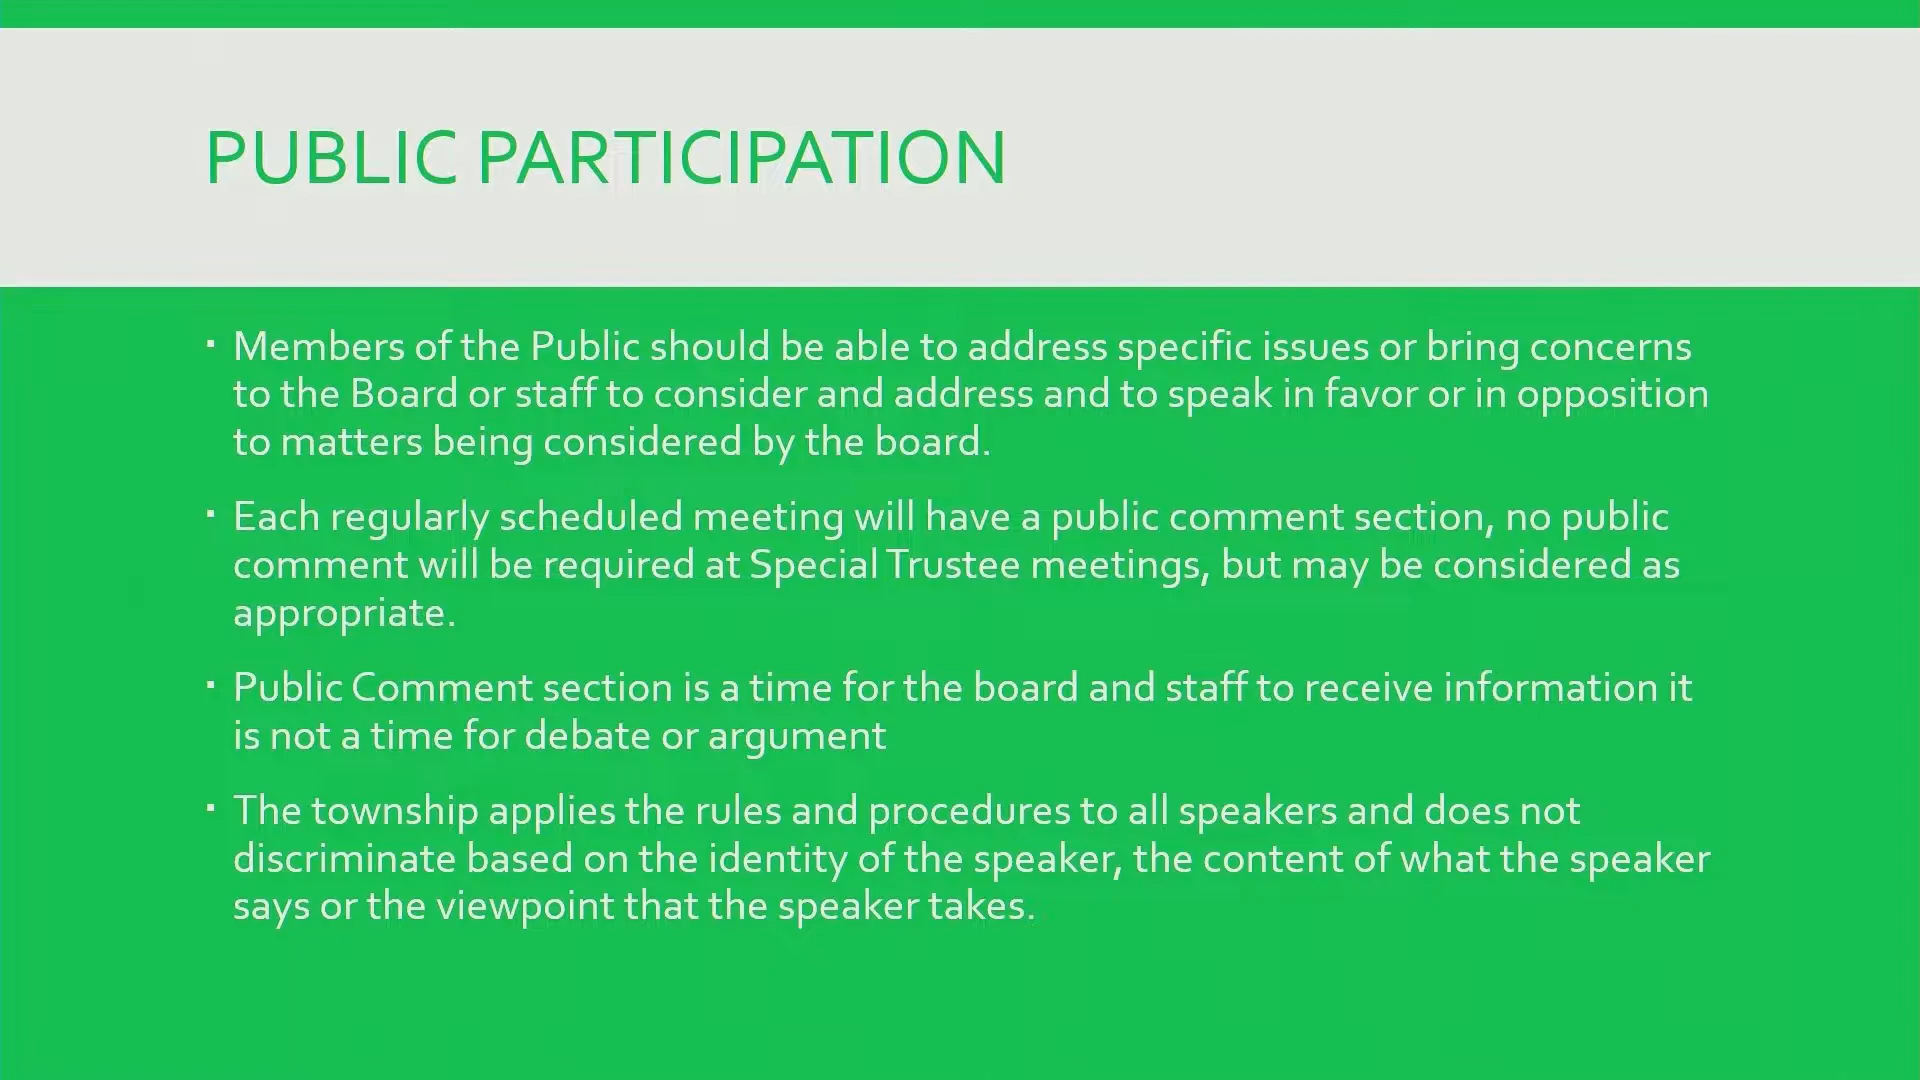 PUBLIC PARTICIPATION
▪ Members of the Public should be able to address specific issues or bring concerns
to the Board or staff to consider and address and to speak in favor or in opposition
to matters being considered by the board.
▪ Each regularly scheduled meeting will have a public comment section, no public
comment will be required at Special Trustee meetings, but may be considered as
appropriate.
▪ Public Comment section is a time for the board and staff to receive information it
is not a time for debate or argument
▪ The township applies the rules and procedures to all speakers and does not
discriminate based on the identity of the speaker, the content of what the speaker
says or the viewpoint that the speaker takes.